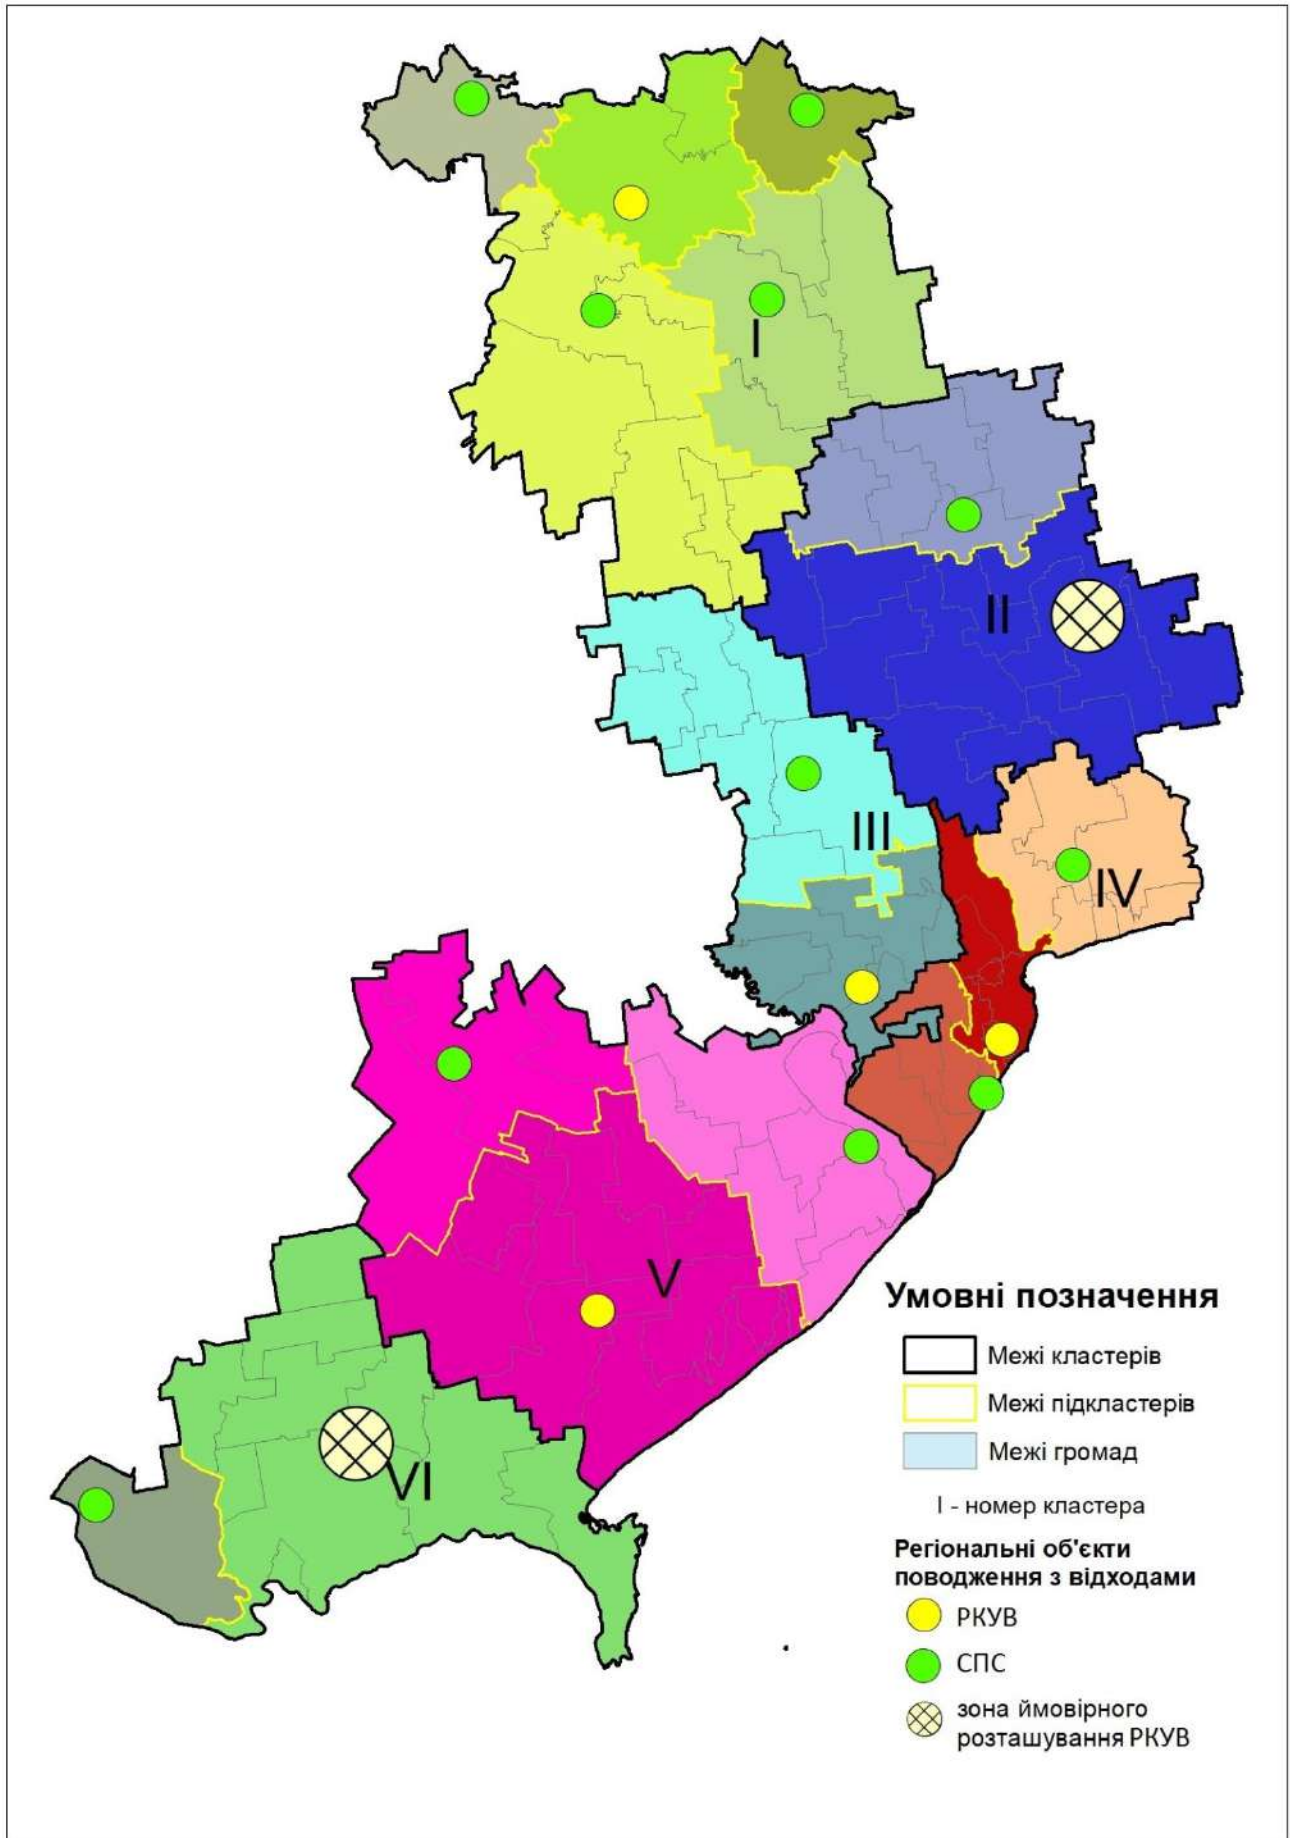 I
II
III
IV
V
VI
Умовні позначення
Межі кластерів
Межі підкластерів
Межі громад
I - номер кластера
Регіональні об'єкти
поводження з відходами
РКУВ
СПС
зона ймовірного
розташування РКУВ